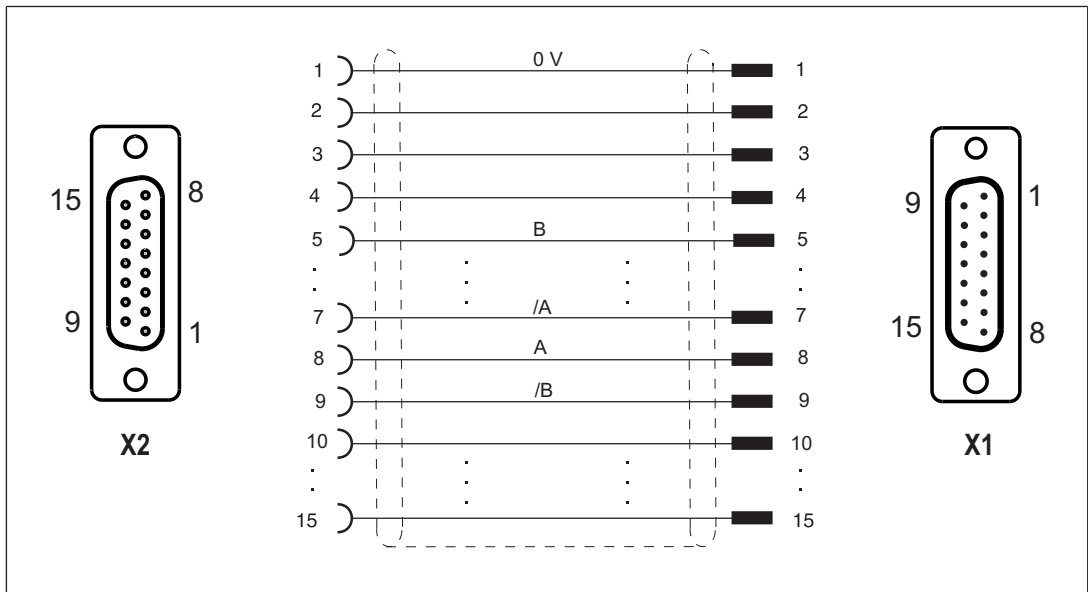 1 0 V 1
2 2
3 3
4 4
5 B 5
. . . .
. . . .
. .
7 /A 7
8 A 8
9 /B 9
10 10
. . . .
. . . .
. .
15 15
15 8
9 1
X2
9 1
15 8
X1